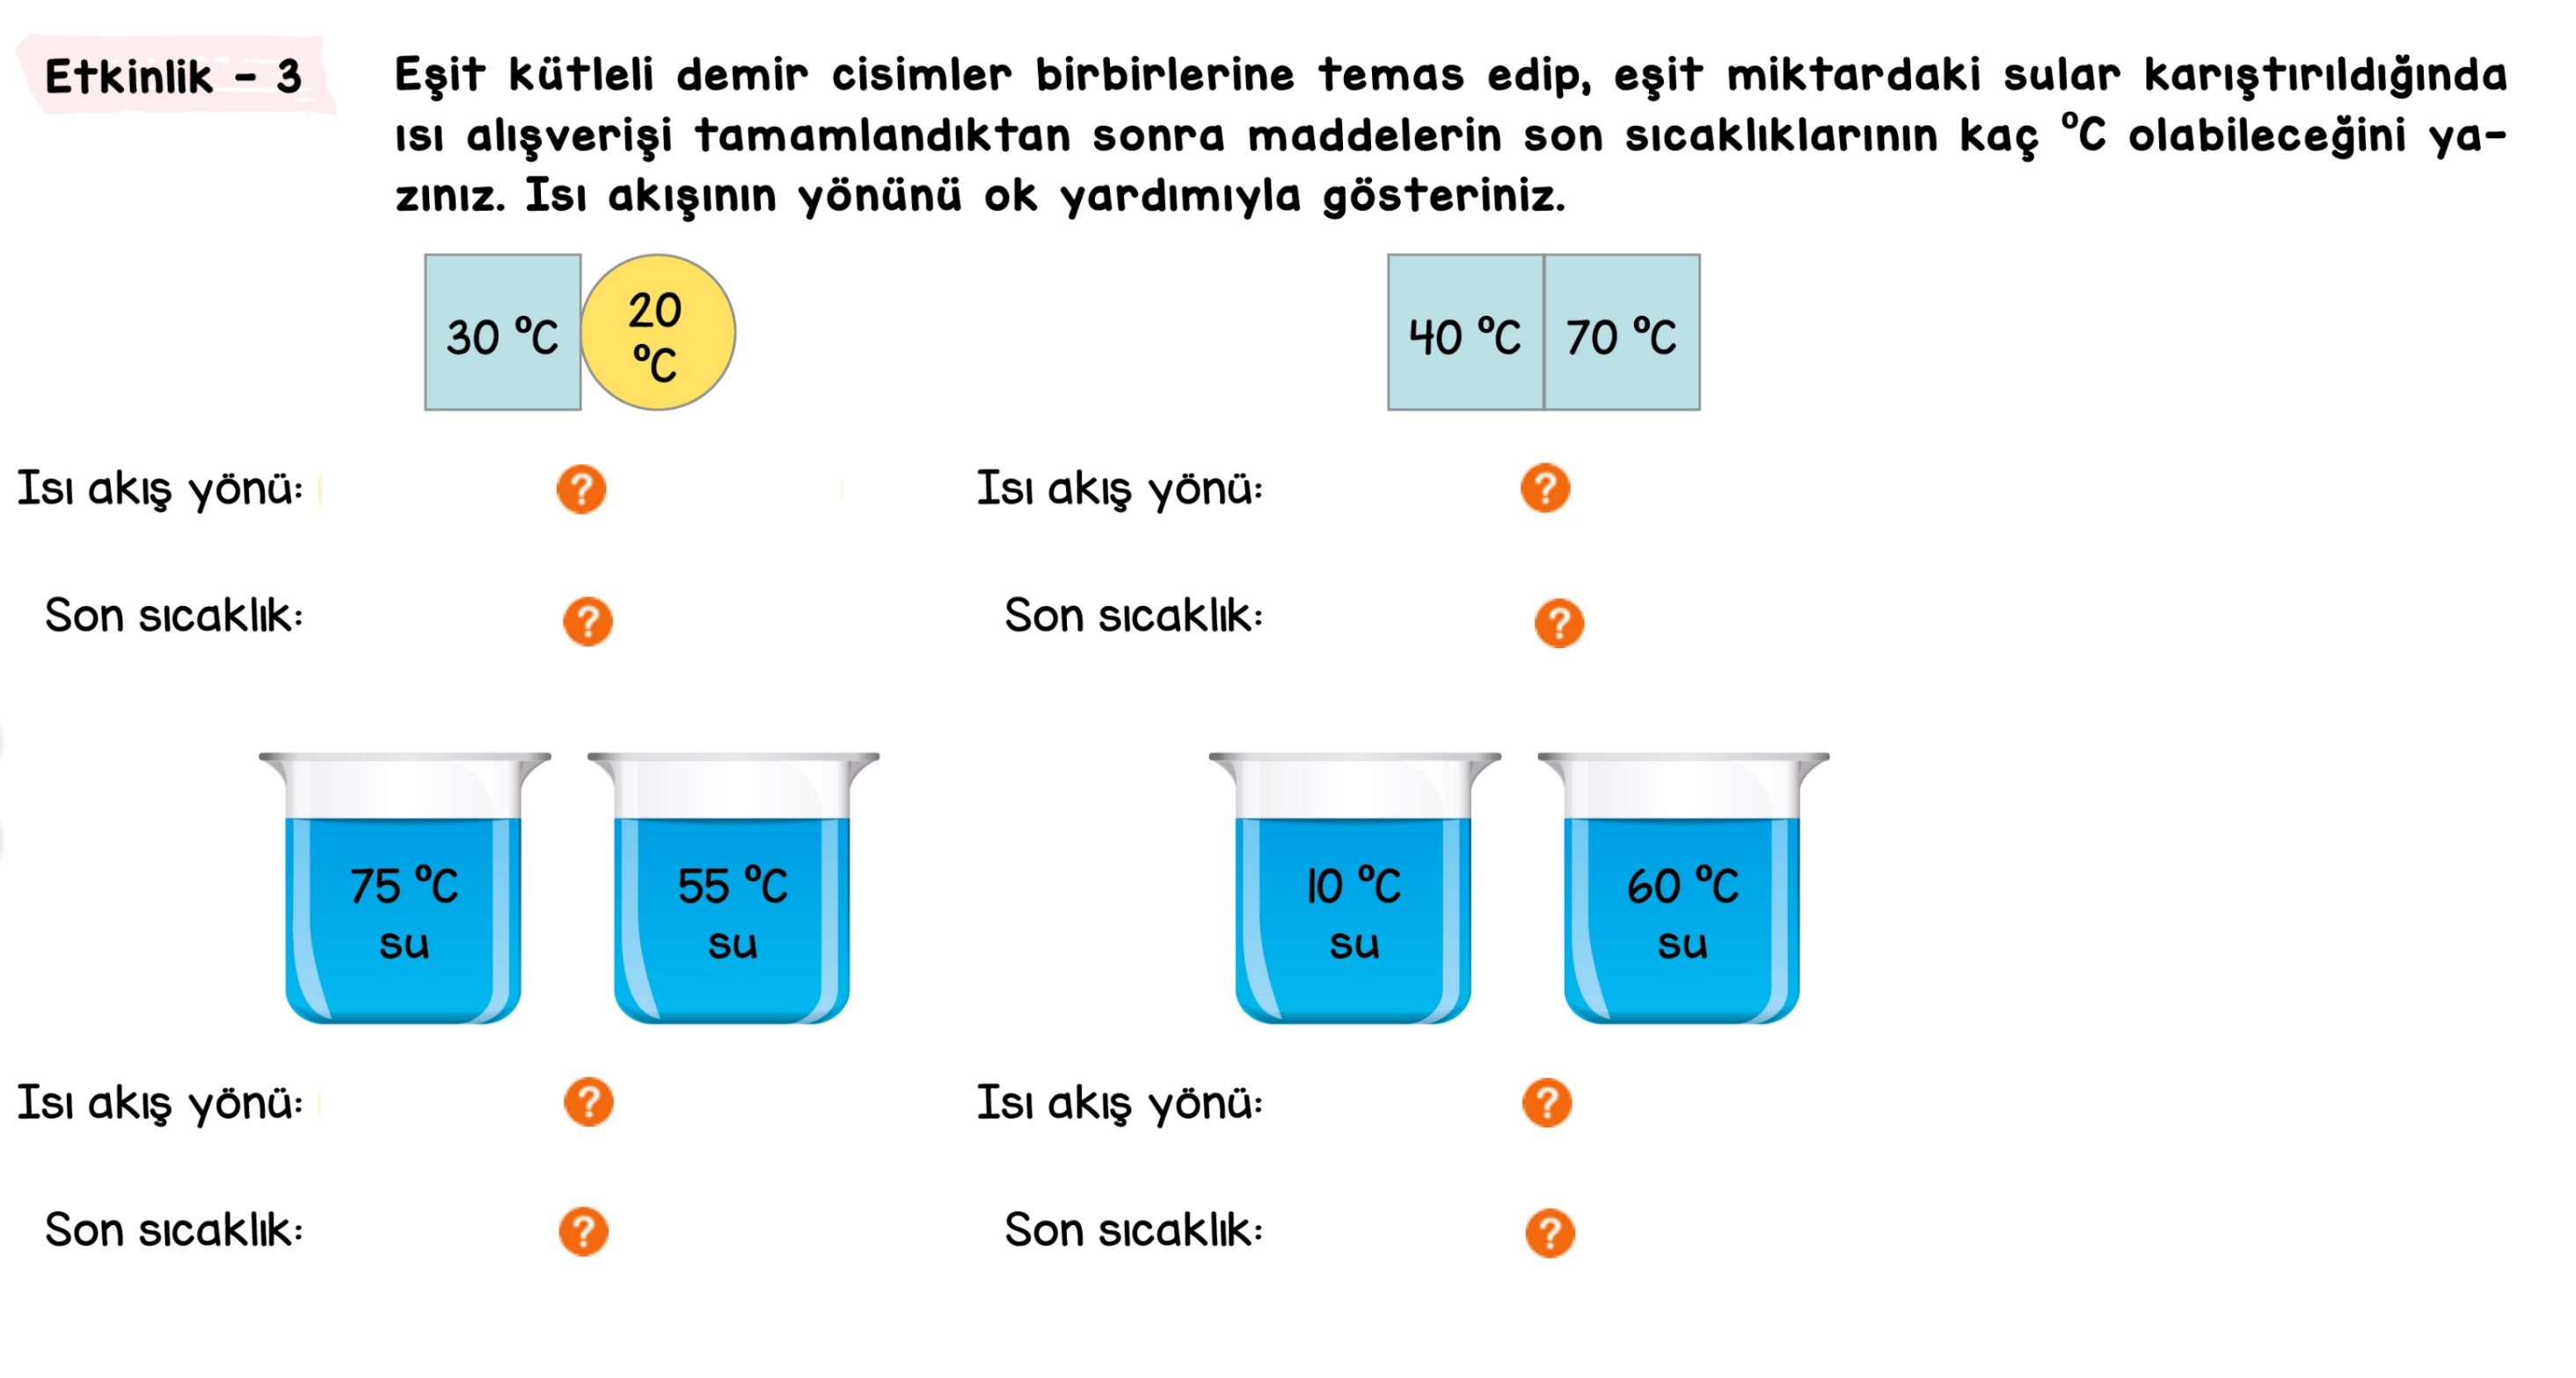 Etkinlik - 3
Eşit kütleli demir cisimler birbirlerine temas edip, eşit miktardaki sular karıştırıldığında
ısı alışverişi tamamlandıktan sonra maddelerin son sıcaklıklarının kaç °C olabileceğini ya-
zınız. Isı akışının yönünü ok yardımıyla gösteriniz.
30 °C
20
°C
40 °C
70 °C
Isı akış yönü:
?
Isı akış yönü:
?
Son sıcaklık:
?
Son sıcaklık:
?
75 °C
su
55 °C
su
10 °C
su
60 °C
su
Isı akış yönü:
?
Isı akış yönü:
?
Son sıcaklık:
?
Son sıcaklık:
?